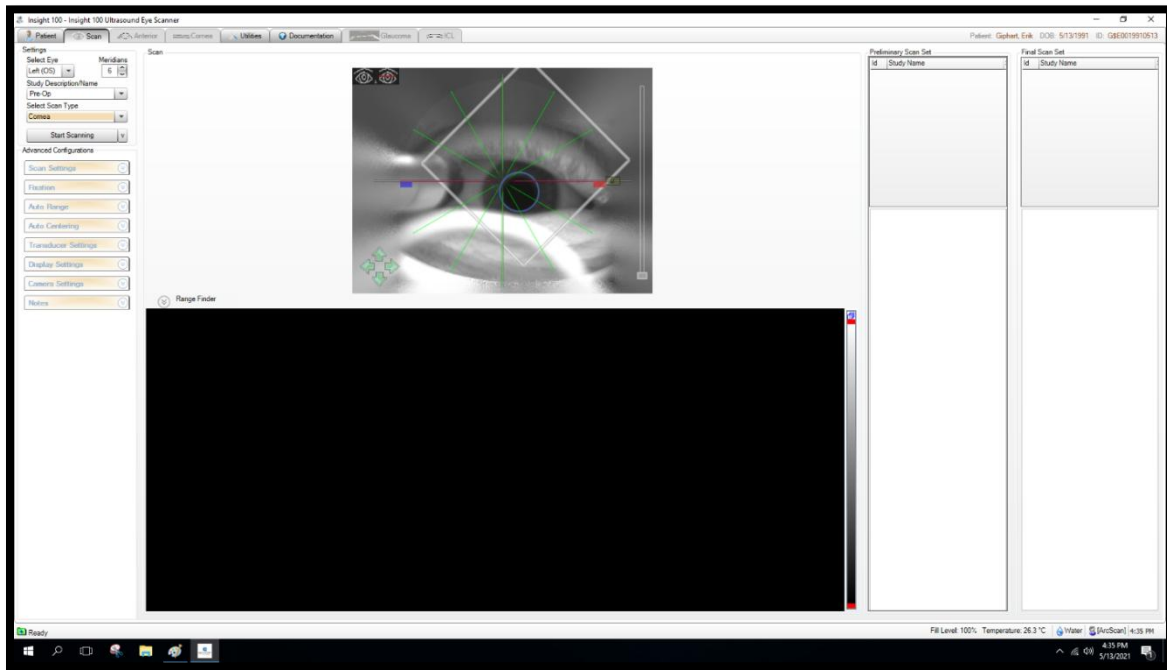 Insight 100 - Insight 100 Ultrasound Eye Scanner
Patient Scan Anterior Cornea Utilities Documentation Glaucoma ICL
Patient: Giphart, Erik DOB: 5/13/1991 ID: G$E0019910513
Settings
Select Eye Meridians
Left (OS) 6
Study Description/Name
Pre-Op
Select Scan Type
Cornea
Start Scanning
Advanced Configurations
Scan Settings
Fixation
Auto Range
Auto Centering
Transducer Settings
Display Settings
Camera Settings
Notes
Scan
Range Finder
Preliminary Scan Set
Id Study Name
Final Scan Set
Id Study Name
Ready
Fill Level: 100% Temperature: 26.3 °C Water [ArcScan] 4:35 PM
4:35 PM
5/13/2021